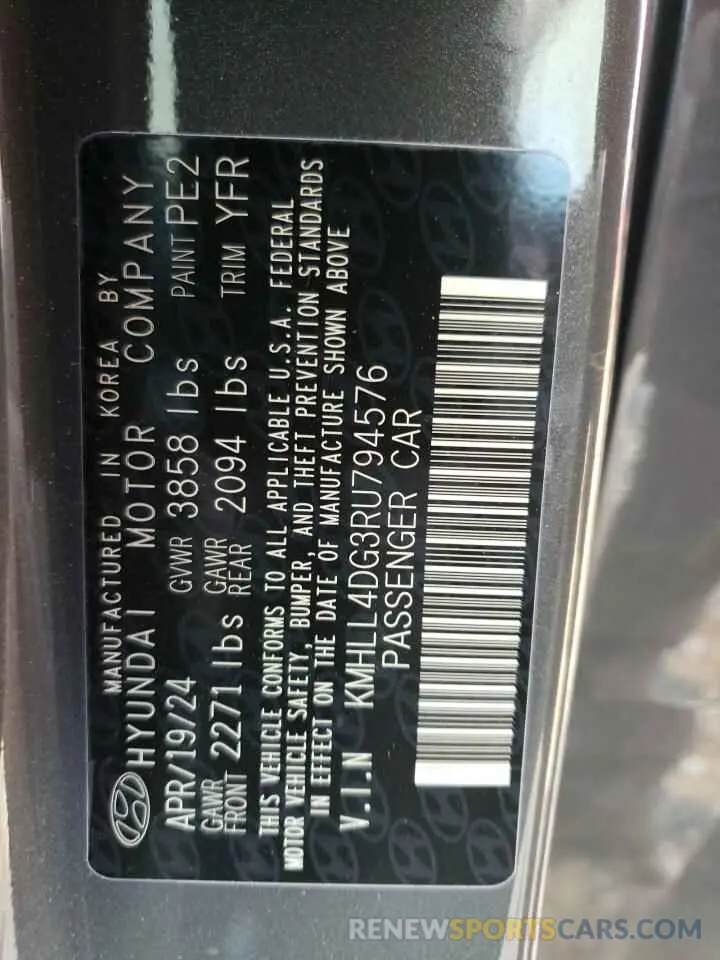 MANUFACTURED IN KOREA BY
HYUNDAI MOTOR COMPANY
APR/19/24 GVWR 3858 lbs PAINT PE2
GAWR FRONT 2271 lbs GAWR REAR 2094 lbs TRIM YFR
THIS VEHICLE CONFORMS TO ALL APPLICABLE U.S.A. FEDERAL
MOTOR VEHICLE SAFETY, BUMPER, AND THEFT PREVENTION STANDARDS
IN EFFECT ON THE DATE OF MANUFACTURE SHOWN ABOVE
V.I.N KMHLL4DG3RU794576
PASSENGER CAR
RENEWSPORTSCARS.COM